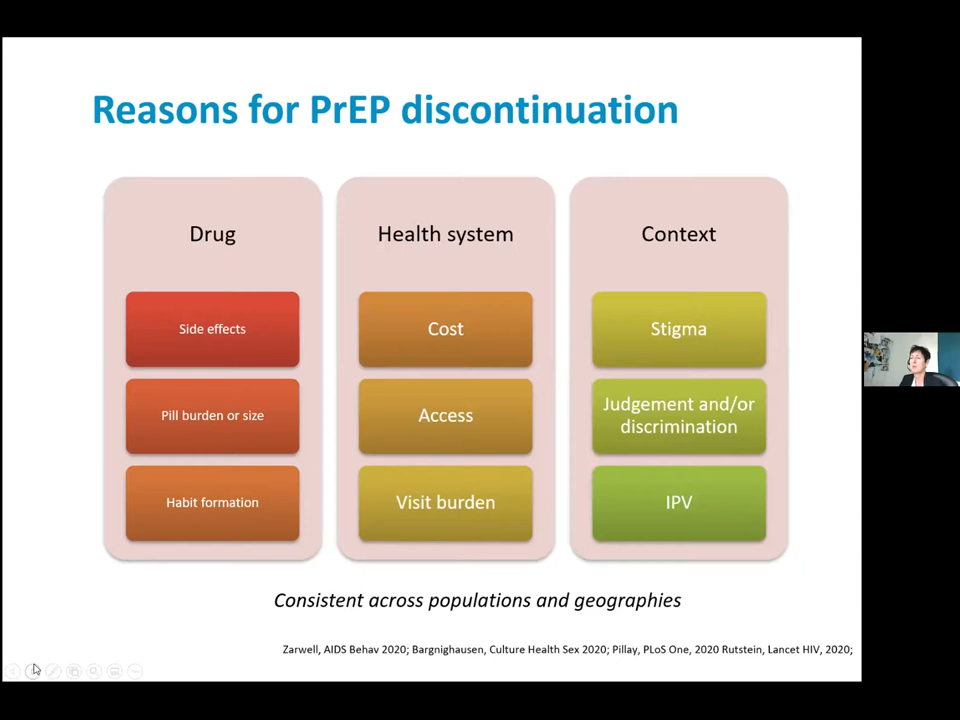 Reasons for PrEP discontinuation
Drug
Side effects
Pill burden or size
Habit formation
Health system
Cost
Access
Visit burden
Context
Stigma
Judgement and/or
discrimination
IPV
Consistent across populations and geographies
Zarwell, AIDS Behav 2020; Bargnighausen, Culture Health Sex 2020; Pillay, PLoS One, 2020 Rutstein, Lancet HIV, 2020;